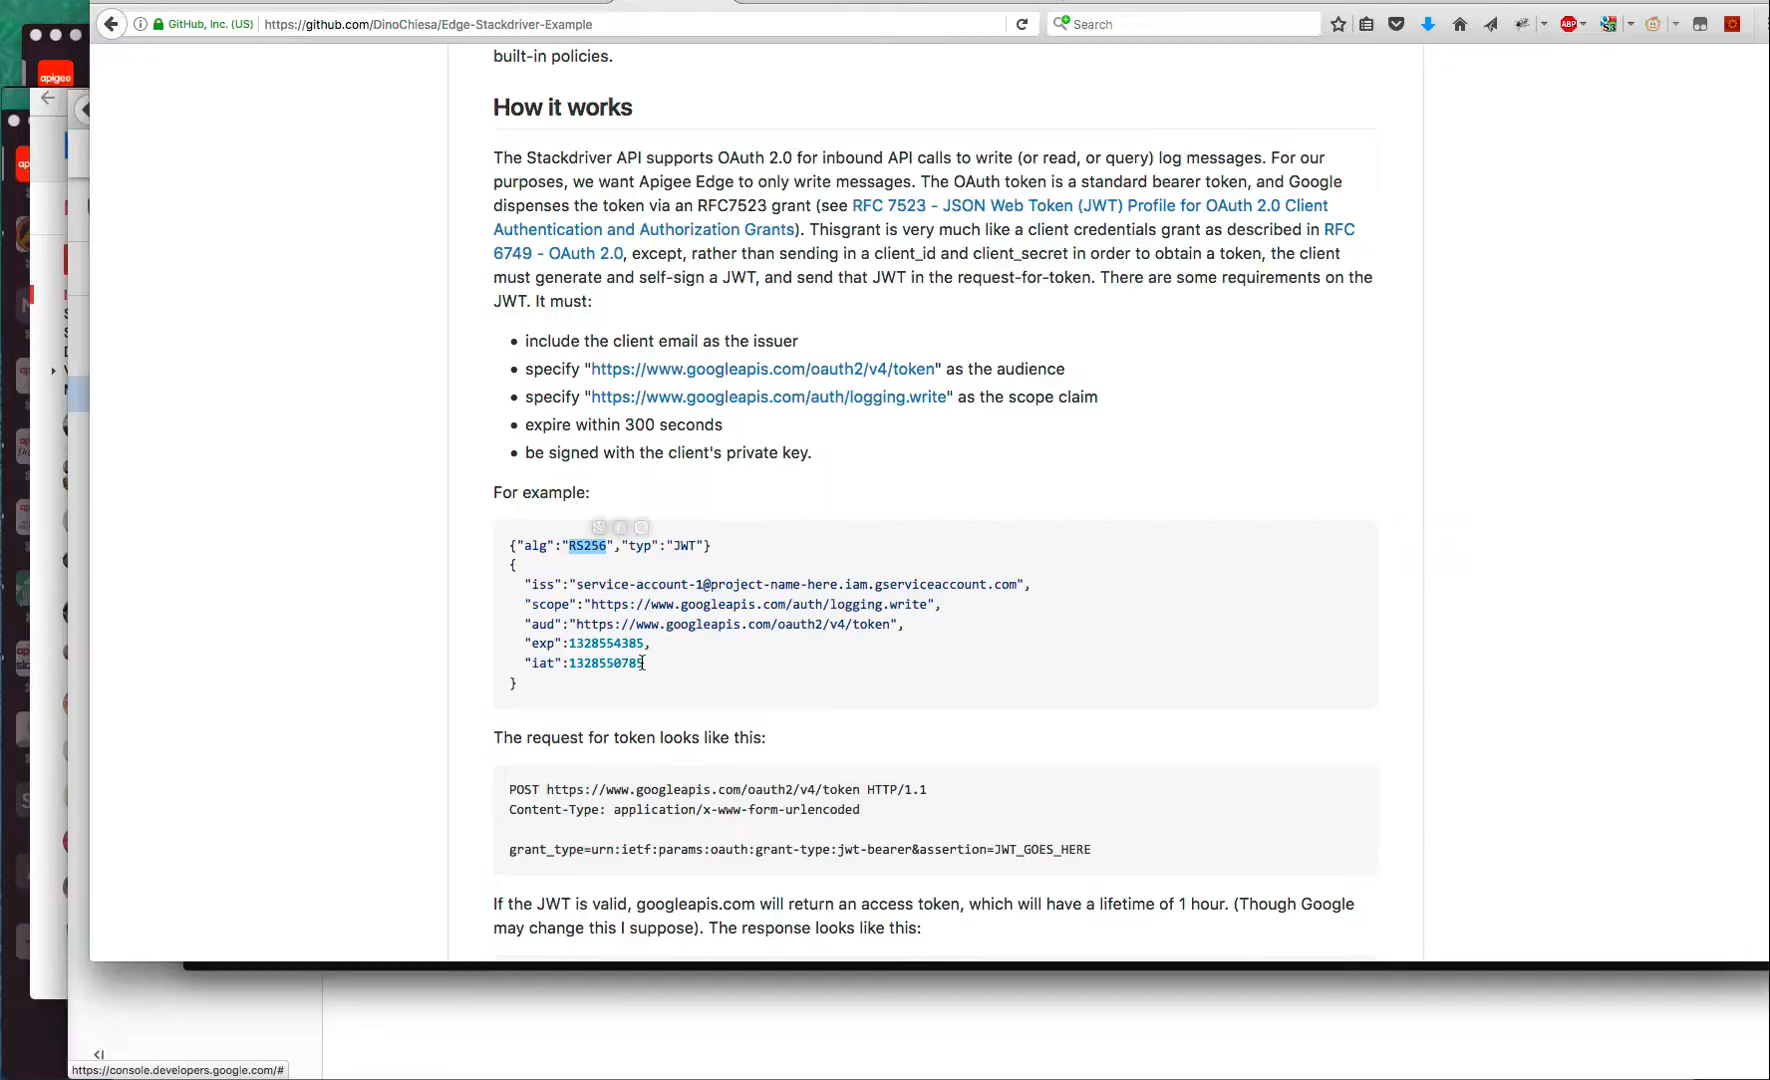 GitHub, Inc. (US)
https://github.com/DinoChiesa/Edge-Stackdriver-Example
Search
ABP
apigee
built-in policies.
How it works
The Stackdriver API supports OAuth 2.0 for inbound API calls to write (or read, or query) log messages. For our
purposes, we want Apigee Edge to only write messages. The OAuth token is a standard bearer token, and Google
dispenses the token via an RFC7523 grant (see RFC 7523 - JSON Web Token (JWT) Profile for OAuth 2.0 Client
Authentication and Authorization Grants). Thisgrant is very much like a client credentials grant as described in RFC
6749 - OAuth 2.0, except, rather than sending in a client_id and client_secret in order to obtain a token, the client
must generate and self-sign a JWT, and send that JWT in the request-for-token. There are some requirements on the
JWT. It must:
• include the client email as the issuer
• specify "https://www.googleapis.com/oauth2/v4/token" as the audience
• specify "https://www.googleapis.com/auth/logging.write" as the scope claim
• expire within 300 seconds
• be signed with the client's private key.
For example:
{"alg":"RS256","typ":"JWT"}
{
"iss":"service-account-1@project-name-here.iam.gserviceaccount.com",
"scope":"https://www.googleapis.com/auth/logging.write",
"aud":"https://www.googleapis.com/oauth2/v4/token",
"exp":1328554385,
"iat":1328550785
}
The request for token looks like this:
POST https://www.googleapis.com/oauth2/v4/token HTTP/1.1
Content-Type: application/x-www-form-urlencoded
grant_type=urn:ietf:params:oauth:grant-type:jwt-bearer&assertion=JWT_GOES_HERE
If the JWT is valid, googleapis.com will return an access token, which will have a lifetime of 1 hour. (Though Google
may change this I suppose). The response looks like this:
https://console.developers.google.com/#